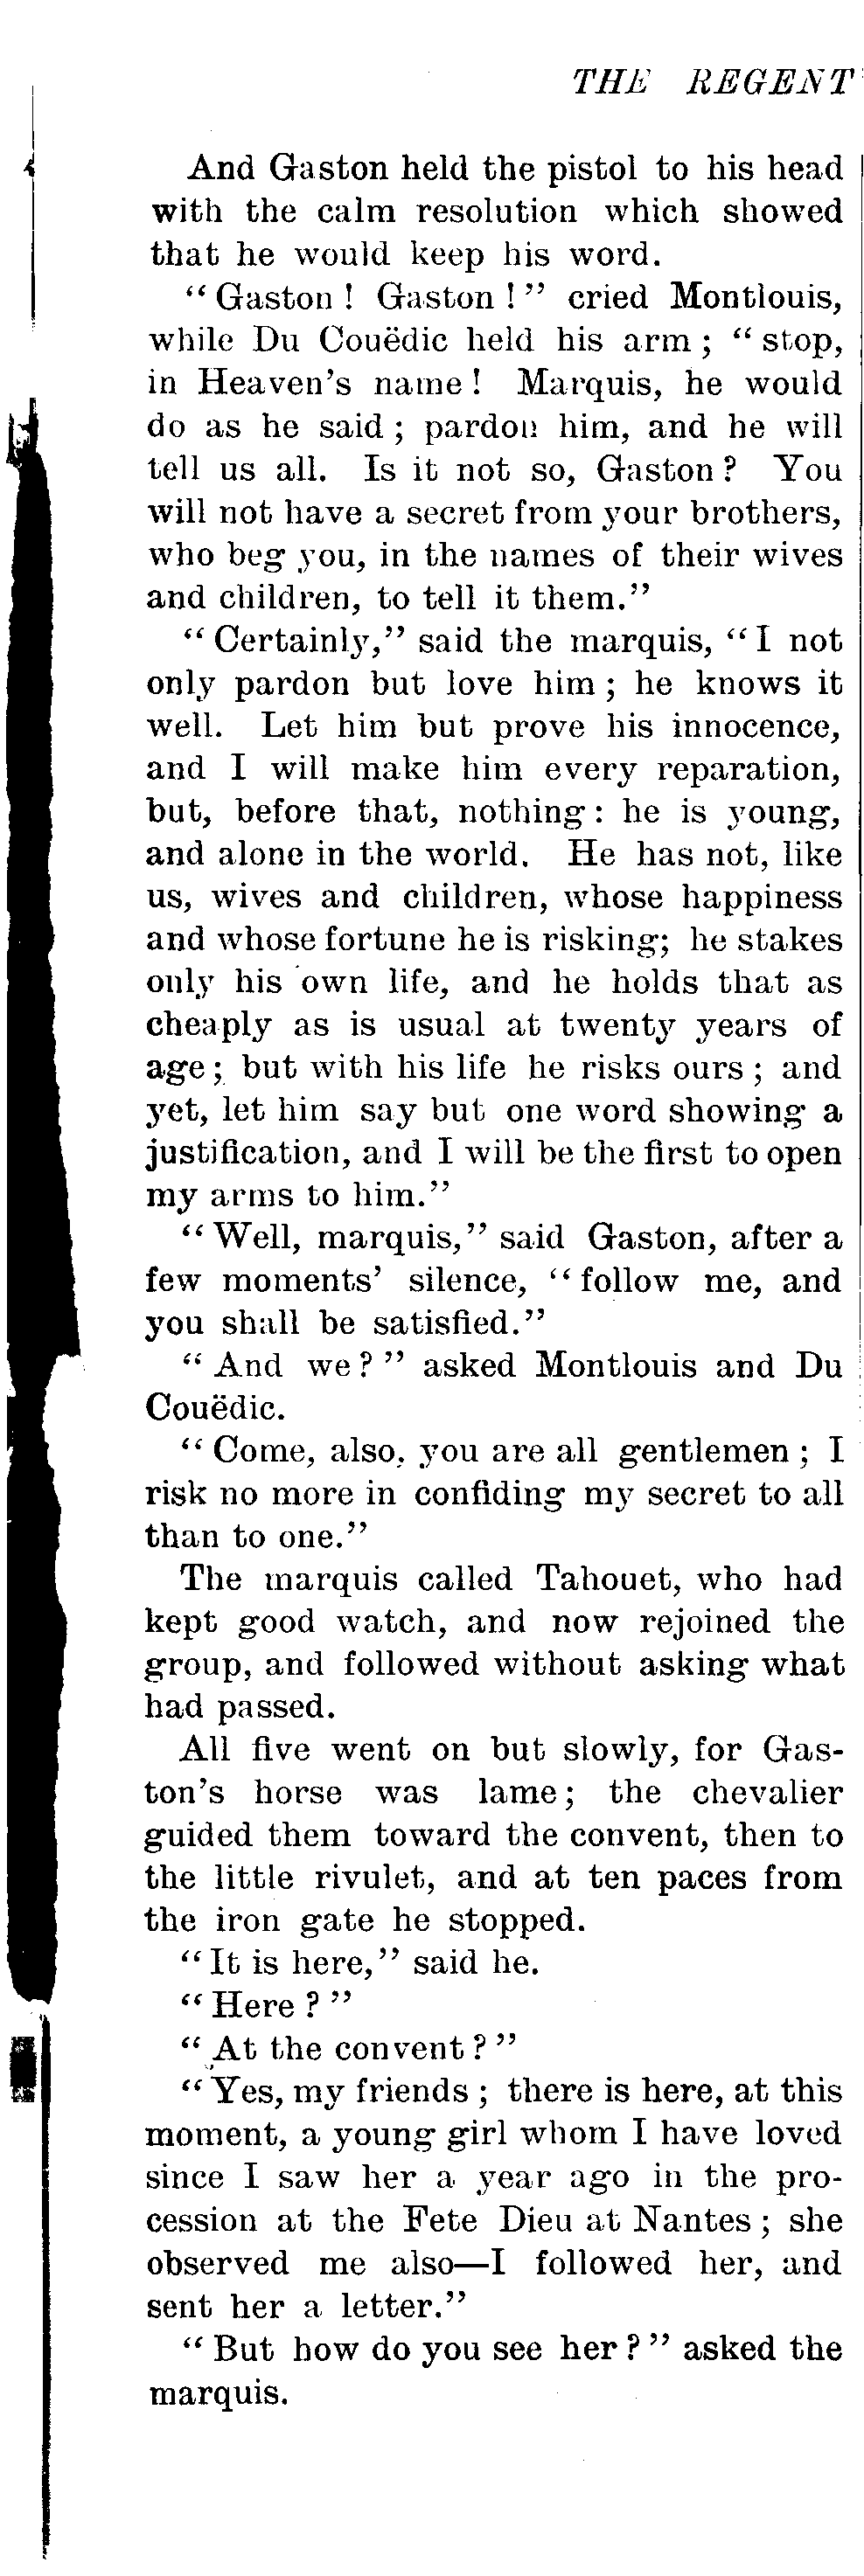 THE REGENT
And Gaston held the pistol to his head
with the calm resolution which showed
that he would keep his word.
“Gaston ! Gaston !” cried Montlouis,
while Du Couëdic held his arm ; “stop,
in Heaven’s name ! Marquis, he would
do as he said ; pardon him, and he will
tell us all. Is it not so, Gaston ? You
will not have a secret from your brothers,
who beg you, in the names of their wives
and children, to tell it them.”
“Certainly,” said the marquis, “I not
only pardon but love him ; he knows it
well. Let him but prove his innocence,
and I will make him every reparation,
but, before that, nothing : he is young,
and alone in the world. He has not, like
us, wives and children, whose happiness
and whose fortune he is risking; he stakes
only his own life, and he holds that as
cheaply as is usual at twenty years of
age ; but with his life he risks ours ; and
yet, let him say but one word showing a
justification, and I will be the first to open
my arms to him.”
“Well, marquis,” said Gaston, after a
few moments’ silence, “follow me, and
you shall be satisfied.”
“And we ? ” asked Montlouis and Du
Couëdic.
“Come, also, you are all gentlemen ; I
risk no more in confiding my secret to all
than to one.”
The marquis called Tahouet, who had
kept good watch, and now rejoined the
group, and followed without asking what
had passed.
All five went on but slowly, for Gas-
ton’s horse was lame ; the chevalier
guided them toward the convent, then to
the little rivulet, and at ten paces from
the iron gate he stopped.
“It is here,” said he.
“Here ? ”
“At the convent ? ”
“Yes, my friends ; there is here, at this
moment, a young girl whom I have loved
since I saw her a year ago in the pro-
cession at the Fete Dieu at Nantes ; she
observed me also—I followed her, and
sent her a letter.”
“But how do you see her ? ” asked the
marquis.